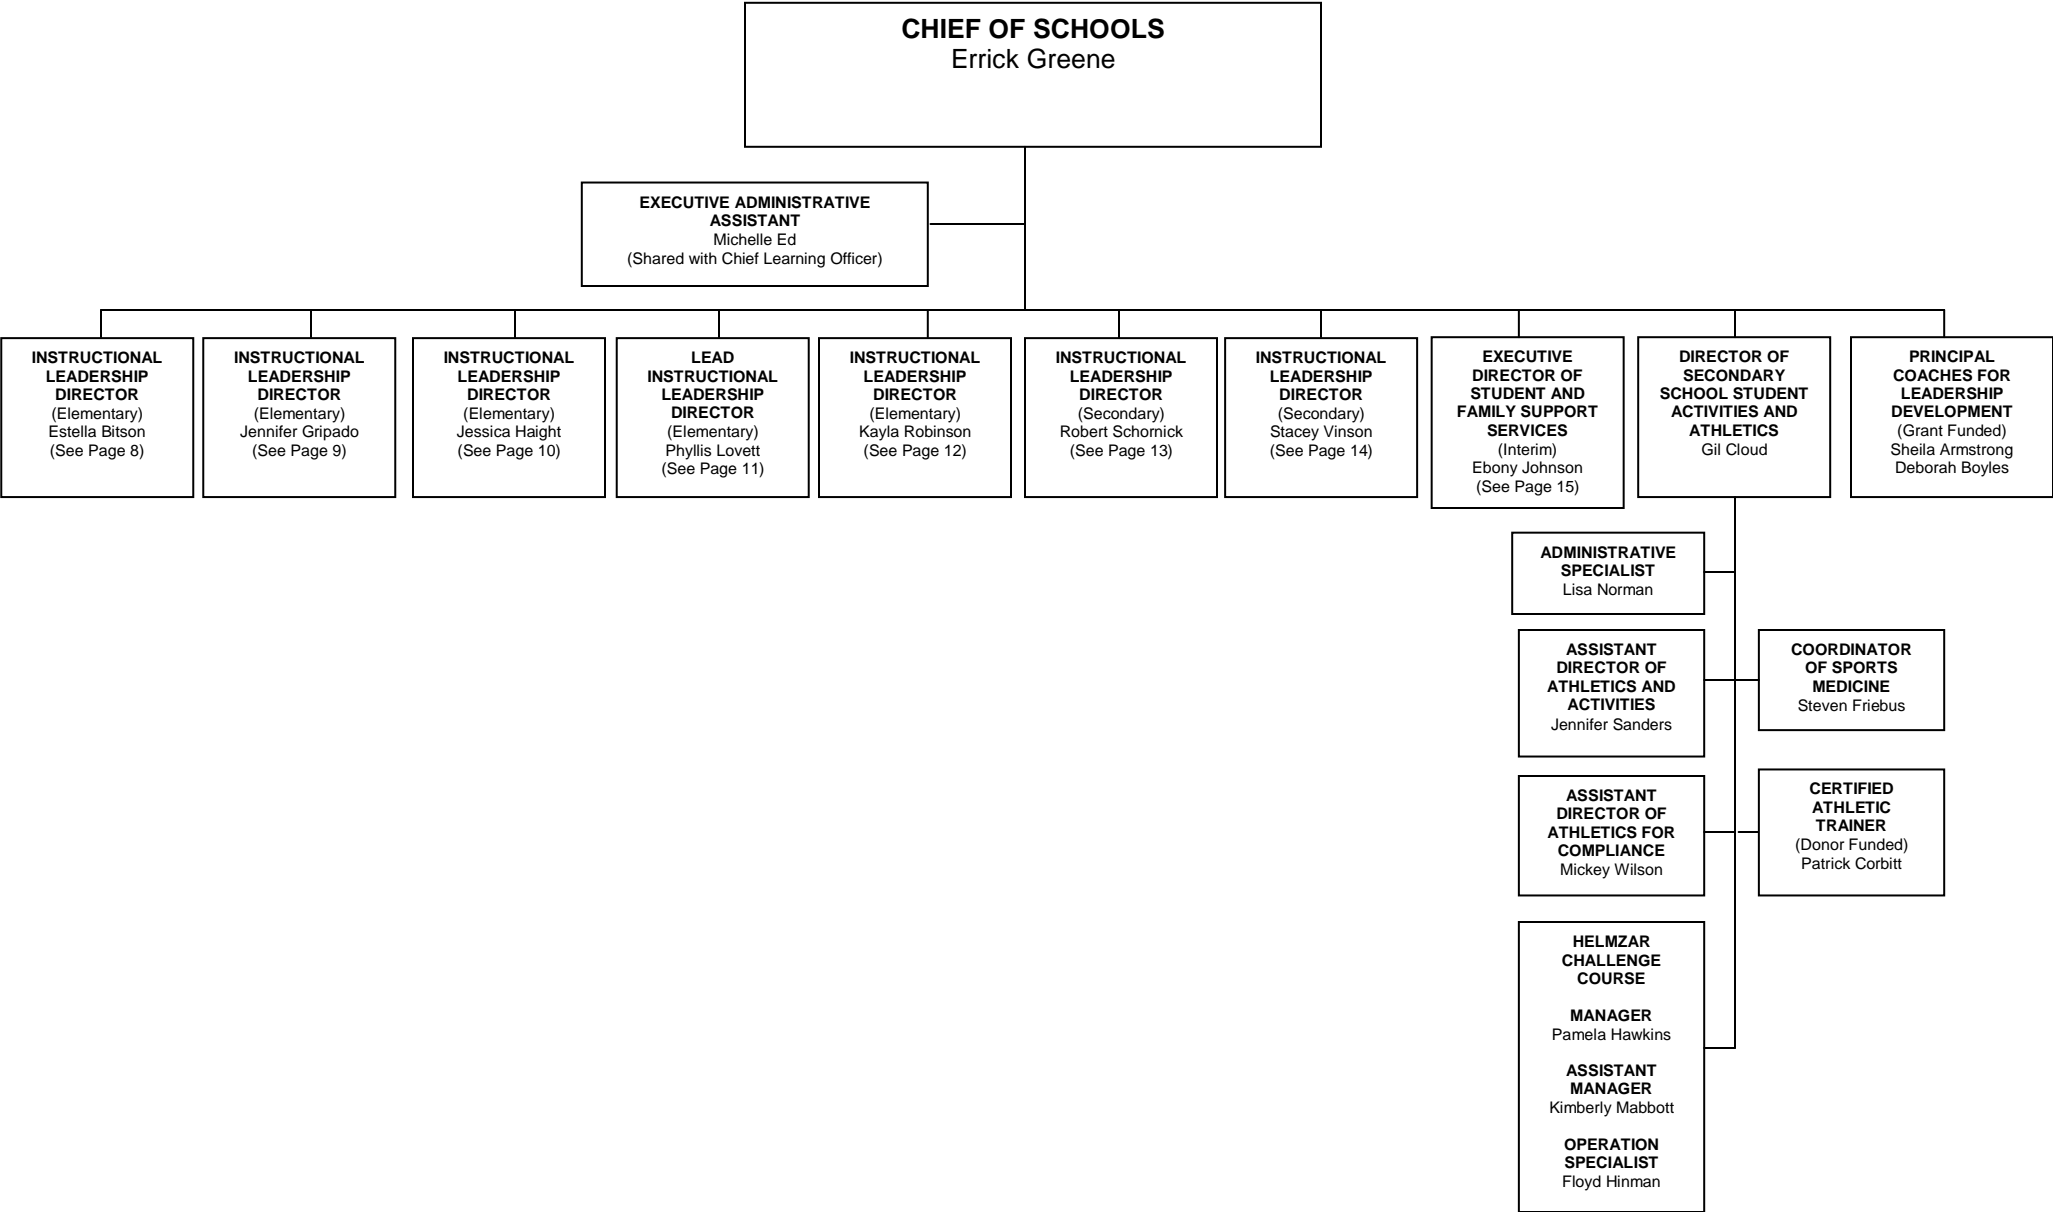 CHIEF OF SCHOOLS
Errick Greene
EXECUTIVE ADMINISTRATIVE
ASSISTANT
Michelle Ed
(Shared with Chief Learning Officer)
INSTRUCTIONAL
LEADERSHIP
DIRECTOR
(Elementary)
Estella Bitson
(See Page 8)
INSTRUCTIONAL
LEADERSHIP
DIRECTOR
(Elementary)
Jennifer Gripado
(See Page 9)
INSTRUCTIONAL
LEADERSHIP
DIRECTOR
(Elementary)
Jessica Haight
(See Page 10)
LEAD
INSTRUCTIONAL
LEADERSHIP
DIRECTOR
(Elementary)
Phyllis Lovett
(See Page 11)
INSTRUCTIONAL
LEADERSHIP
DIRECTOR
(Elementary)
Kayla Robinson
(See Page 12)
INSTRUCTIONAL
LEADERSHIP
DIRECTOR
(Secondary)
Robert Schornick
(See Page 13)
INSTRUCTIONAL
LEADERSHIP
DIRECTOR
(Secondary)
Stacey Vinson
(See Page 14)
EXECUTIVE
DIRECTOR OF
STUDENT AND
FAMILY SUPPORT
SERVICES
(Interim)
Ebony Johnson
(See Page 15)
DIRECTOR OF
SECONDARY
SCHOOL STUDENT
ACTIVITIES AND
ATHLETICS
Gil Cloud
PRINCIPAL
COACHES FOR
LEADERSHIP
DEVELOPMENT
(Grant Funded)
Sheila Armstrong
Deborah Boyles
ADMINISTRATIVE
SPECIALIST
Lisa Norman
ASSISTANT
DIRECTOR OF
ATHLETICS AND
ACTIVITIES
Jennifer Sanders
COORDINATOR
OF SPORTS
MEDICINE
Steven Friebus
ASSISTANT
DIRECTOR OF
ATHLETICS FOR
COMPLIANCE
Mickey Wilson
CERTIFIED
ATHLETIC
TRAINER
(Donor Funded)
Patrick Corbitt
HELMZAR
CHALLENGE
COURSE
MANAGER
Pamela Hawkins
ASSISTANT
MANAGER
Kimberly Mabbott
OPERATION
SPECIALIST
Floyd Hinman